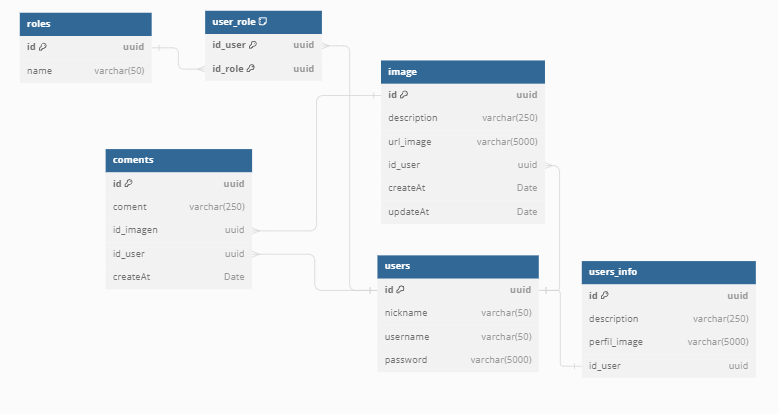 roles
id uuid
name varchar(50)
user_role
id_user uuid
id_role uuid
image
id uuid
description varchar(250)
url_image varchar(5000)
id_user uuid
createAt Date
updateAt Date
coments
id uuid
coment varchar(250)
id_imagen uuid
id_user uuid
createAt Date
users
id uuid
nickname varchar(50)
username varchar(50)
password varchar(5000)
users_info
id uuid
description varchar(250)
perfil_image varchar(5000)
id_user uuid